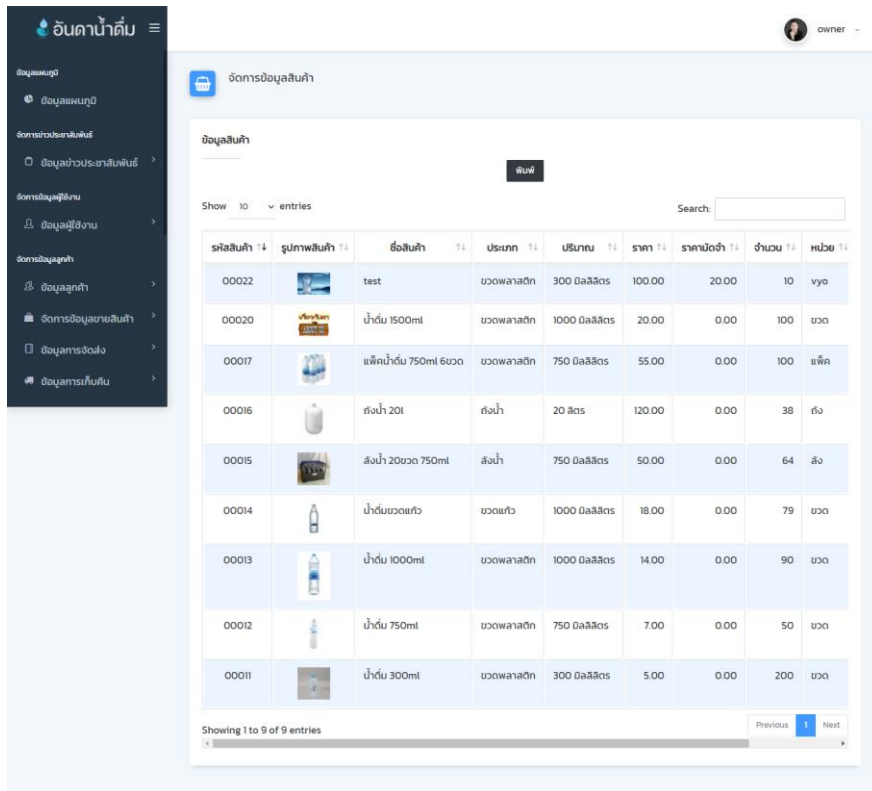 อันดาน้ำดื่ม
owner
ข้อมูลแผนภูมิ
ข้อมูลแผนภูมิ
จัดการข่าวประชาสัมพันธ์
ข้อมูลข่าวประชาสัมพันธ์
จัดการข้อมูลผู้ใช้งาน
ข้อมูลผู้ใช้งาน
จัดการข้อมูลลูกค้า
ข้อมูลลูกค้า
จัดการข้อมูลขายสินค้า
ข้อมูลการจัดส่ง
ข้อมูลการเก็บคืน
จัดการข้อมูลสินค้า
ข้อมูลสินค้า
พิมพ์
Show 10 entries
Search:
รหัสสินค้า รูปภาพสินค้า ชื่อสินค้า ประเภท ปริมาณ ราคา ราคามัดจำ จำนวน หน่วย
00022 test ขวดพลาสติก 300 มิลลิลิตร 100.00 20.00 10 vyo
00020 น้ำดื่ม 1500ml ขวดพลาสติก 1000 มิลลิลิตร 20.00 0.00 100 ขวด
00017 แพ็คน้ำดื่ม 750ml 6ขวด ขวดพลาสติก 750 มิลลิลิตร 55.00 0.00 100 แพ็ค
00016 ถังน้ำ 20l ถังน้ำ 20 ลิตร 120.00 0.00 38 ถัง
00015 ลังน้ำ 20ขวด 750ml ลังน้ำ 750 มิลลิลิตร 50.00 0.00 64 ลัง
00014 น้ำดื่มขวดแก้ว ขวดแก้ว 1000 มิลลิลิตร 18.00 0.00 79 ขวด
00013 น้ำดื่ม 1000ml ขวดพลาสติก 1000 มิลลิลิตร 14.00 0.00 90 ขวด
00012 น้ำดื่ม 750ml ขวดพลาสติก 750 มิลลิลิตร 7.00 0.00 50 ขวด
00011 น้ำดื่ม 300ml ขวดพลาสติก 300 มิลลิลิตร 5.00 0.00 200 ขวด
Showing 1 to 9 of 9 entries
Previous 1 Next